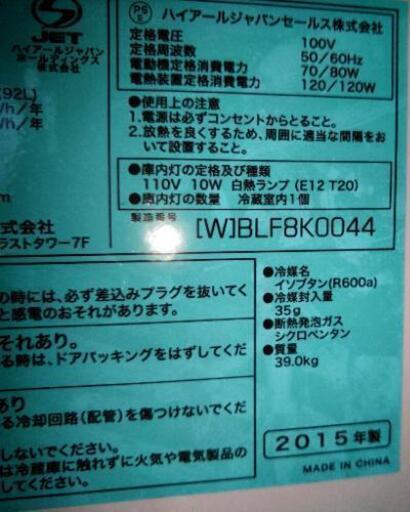 JET
ハイアールジャパン
ホールディングス
株式会社
PS
E
ハイアールジャパンセールス株式会社
定格電圧 100V
定格周波数 50/60Hz
電動機定格消費電力 70/80W
電熱装置定格消費電力 120/120W
(92L)
h/年
h/年
m
●使用上の注意
1.電源は必ずコンセントからとること。
2.放熱を良くするため、周囲に適当な間隔をお
いて設置すること。
●庫内灯の定格及び種類
110V 10W 白熱ランプ (E12 T20)
●庫内灯の数量 冷蔵室内1個
製造番号 [W]BLF8K0044
式会社
ラストタワー7F
の時には、必ず差込みプラグを抜いてく
と感電のおそれがあります。
それあり。
る時は、ドアパッキングをはずしてくだ
あり
る冷却回路(配管)を傷つけないでくだ
しないでください。
は冷蔵庫に触れずに火気や電気製品の
てください。
●冷媒名
イソブタン(R600a)
●冷媒封入量
35g
●断熱発泡ガス
シクロペンタン
●質量
39.0kg
2015年製
MADE IN CHINA